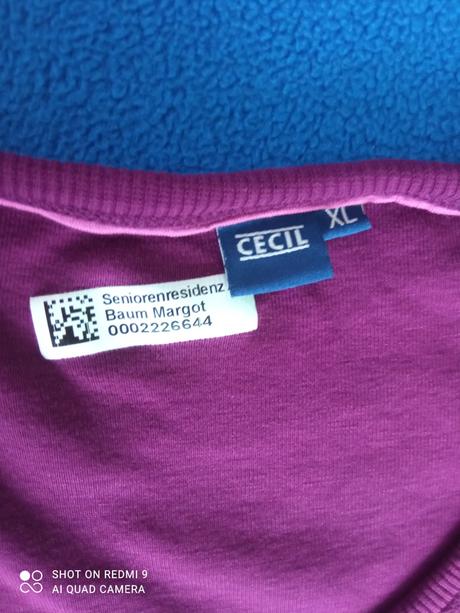 CECIL
XL
Seniorenresidenz
Baum Margot
0002226644
SHOT ON REDMI 9
AI QUAD CAMERA